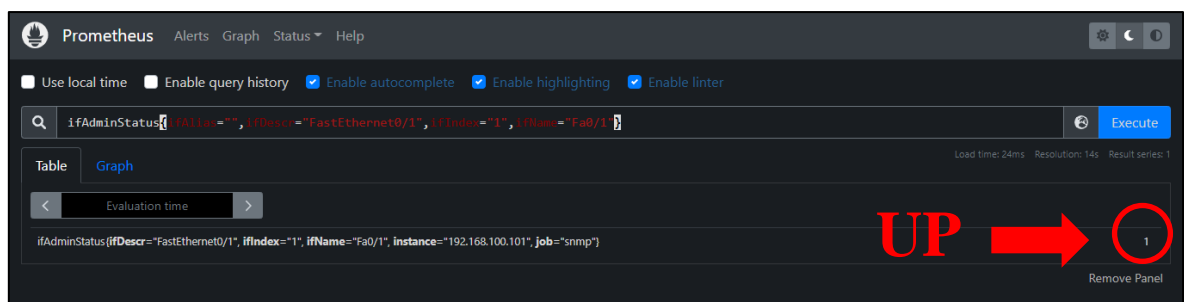 Prometheus Alerts Graph Status Help
Use local time Enable query history Enable autocomplete Enable highlighting Enable linter
ifAdminStatus{ifAlias="",ifDescr="FastEthernet0/1",ifIndex="1",ifName="Fa0/1"}
Execute
Load time: 24ms Resolution: 14s Result series: 1
Table Graph
< Evaluation time >
UP
ifAdminStatus{ifDescr="FastEthernet0/1", ifIndex="1", ifName="Fa0/1", instance="192.168.100.101", job="snmp"} 1
Remove Panel